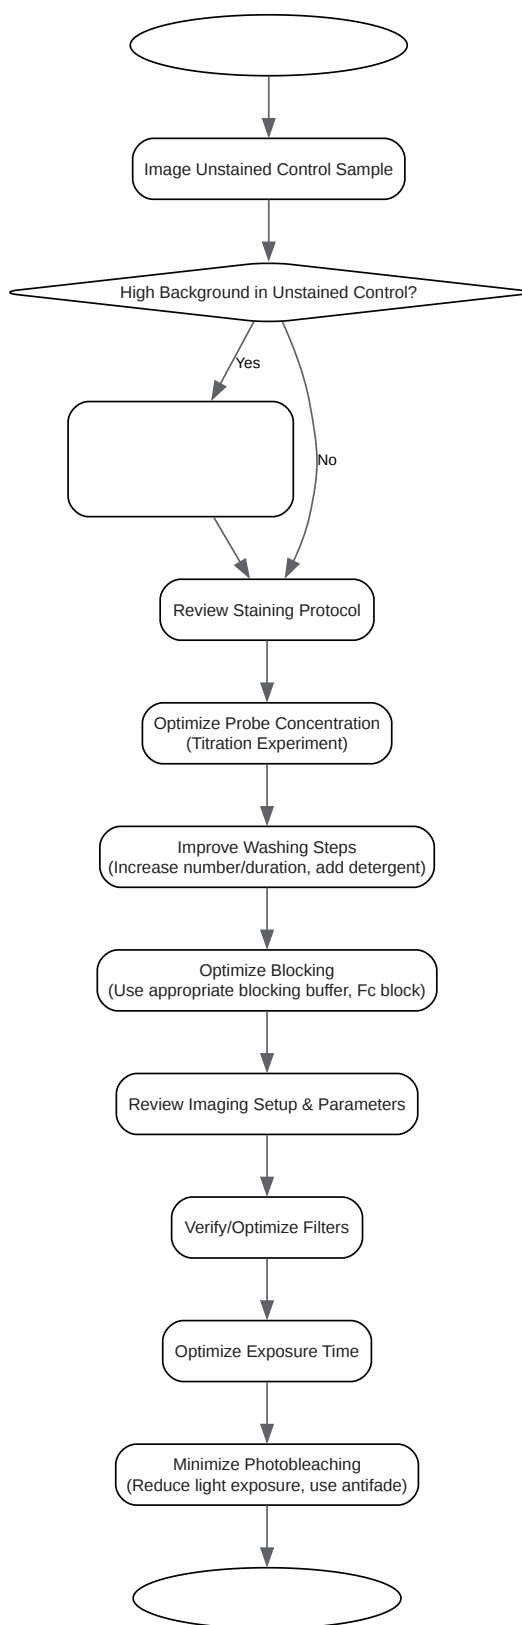 Image Unstained Control Sample
High Background in Unstained Control?
Yes
No
Review Staining Protocol
Optimize Probe Concentration
(Titration Experiment)
Improve Washing Steps
(Increase number/duration, add detergent)
Optimize Blocking
(Use appropriate blocking buffer, Fc block)
Review Imaging Setup & Parameters
Verify/Optimize Filters
Optimize Exposure Time
Minimize Photobleaching
(Reduce light exposure, use antifade)